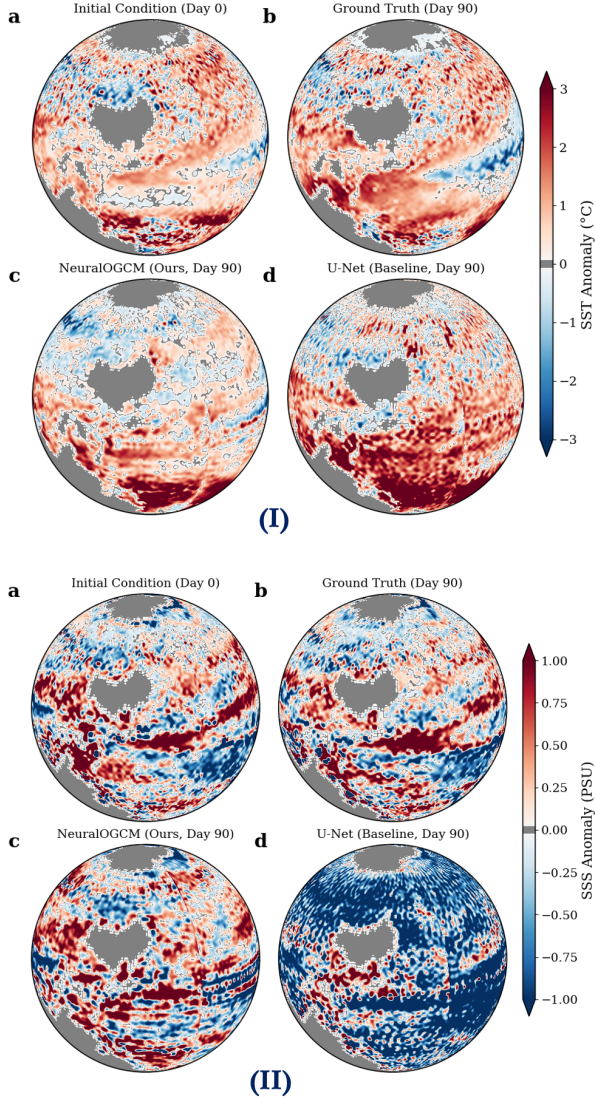 a Initial Condition (Day 0)
b Ground Truth (Day 90)
c NeuralOGCM (Ours, Day 90)
d U-Net (Baseline, Day 90)
3
2
1
0
−1
−2
−3
SST Anomaly (°C)
(I)
a Initial Condition (Day 0)
b Ground Truth (Day 90)
c NeuralOGCM (Ours, Day 90)
d U-Net (Baseline, Day 90)
1.00
0.75
0.50
0.25
0.00
−0.25
−0.50
−0.75
−1.00
SSS Anomaly (PSU)
(II)